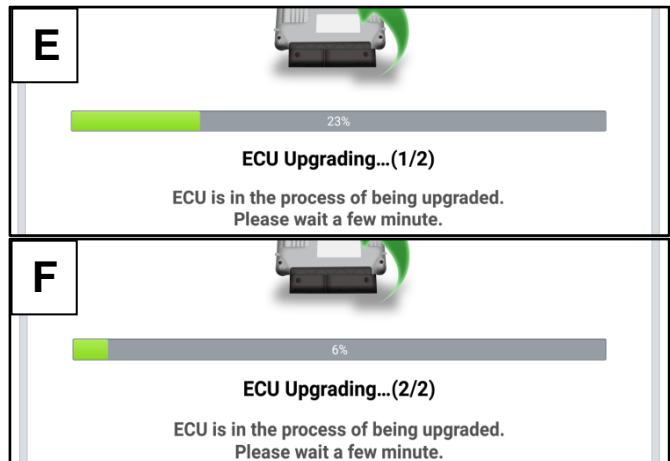 E
23%
ECU Upgrading...(1/2)
ECU is in the process of being upgraded.
Please wait a few minute.
F
6%
ECU Upgrading...(2/2)
ECU is in the process of being upgraded.
Please wait a few minute.